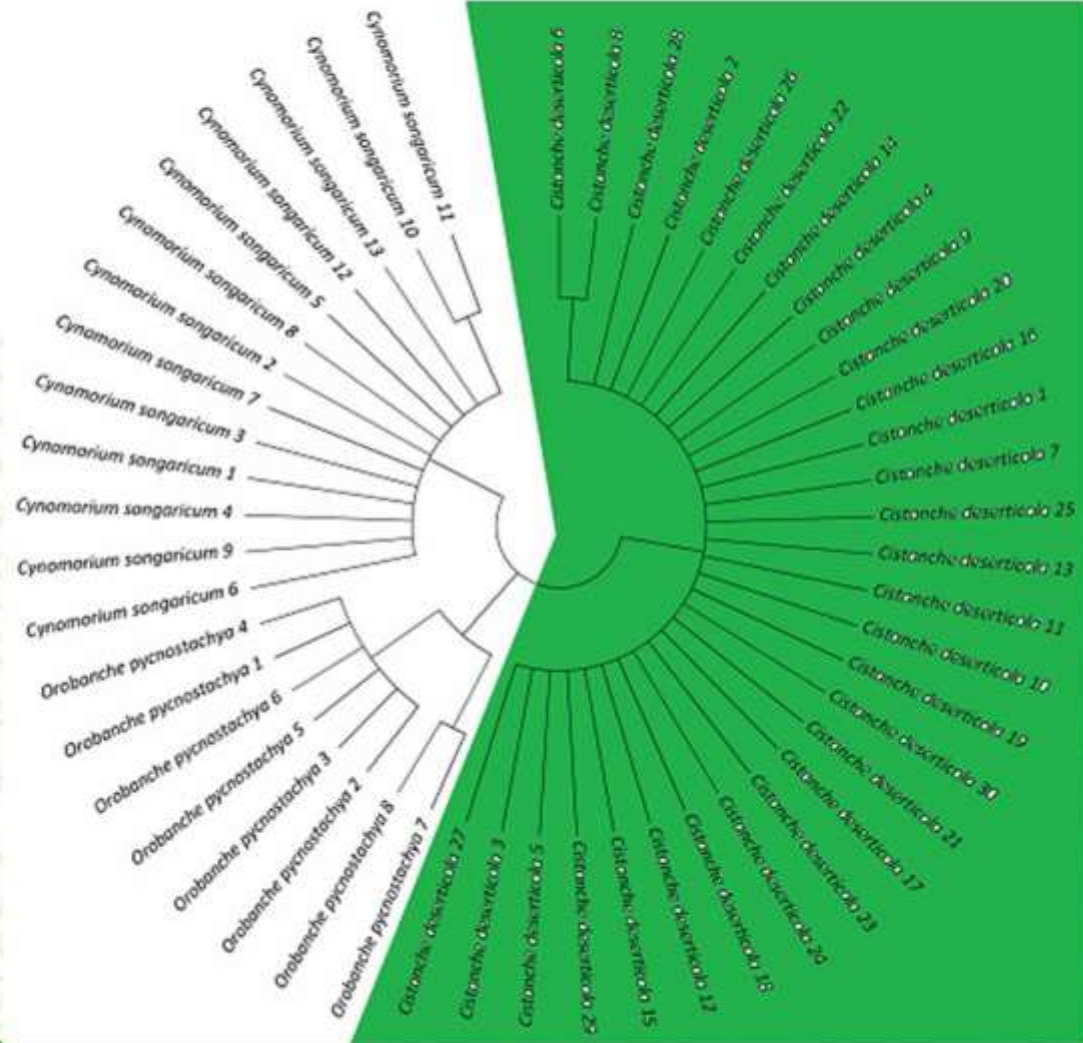 Cistanche deserticola 6
Cistanche deserticola 8
Cistanche deserticola 28
Cistanche deserticola 2
Cistanche deserticola 26
Cistanche deserticola 22
Cistanche deserticola 14
Cistanche deserticola 4
Cistanche deserticola 9
Cistanche deserticola 20
Cistanche deserticola 16
Cistanche deserticola 1
Cistanche deserticola 7
Cistanche deserticola 25
Cistanche deserticola 13
Cistanche deserticola 11
Cistanche deserticola 10
Cistanche deserticola 19
Cistanche deserticola 30
Cistanche deserticola 21
Cistanche deserticola 17
Cistanche deserticola 23
Cistanche deserticola 24
Cistanche deserticola 18
Cistanche deserticola 12
Cistanche deserticola 15
Cistanche deserticola 29
Cistanche deserticola 5
Cistanche deserticola 3
Cistanche deserticola 27
Orobanche pycnostachya 7
Orobanche pycnostachya 8
Orobanche pycnostachya 2
Orobanche pycnostachya 3
Orobanche pycnostachya 5
Orobanche pycnostachya 6
Orobanche pycnostachya 1
Orobanche pycnostachya 4
Cynomorium songaricum 6
Cynomorium songaricum 9
Cynomorium songaricum 4
Cynomorium songaricum 1
Cynomorium songaricum 3
Cynomorium songaricum 7
Cynomorium songaricum 2
Cynomorium songaricum 8
Cynomorium songaricum 5
Cynomorium songaricum 12
Cynomorium songaricum 13
Cynomorium songaricum 10
Cynomorium songaricum 11